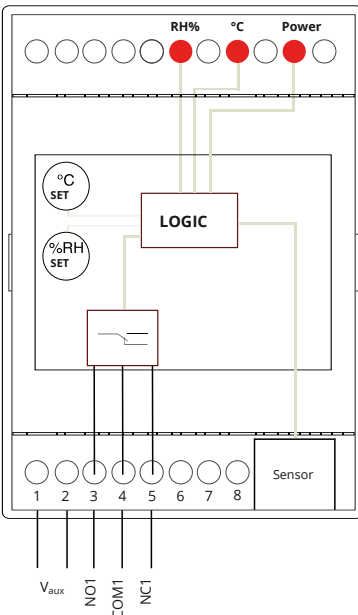 RH% °C Power
°C
SET
%RH
SET
LOGIC
Sensor
1 2 3 4 5 6 7 8
Vaux NO1 COM1 NC1